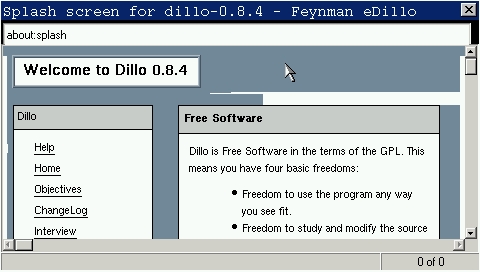 Splash screen for dillo-0.8.4 - Feynman eDillo
about:splash
Welcome to Dillo 0.8.4
Dillo
Help
Home
Objectives
ChangeLog
Interview
Free Software
Dillo is Free Software in the terms of the GPL. This
means you have four basic freedoms:
• Freedom to use the program any way
you see fit.
• Freedom to study and modify the source
0 of 0